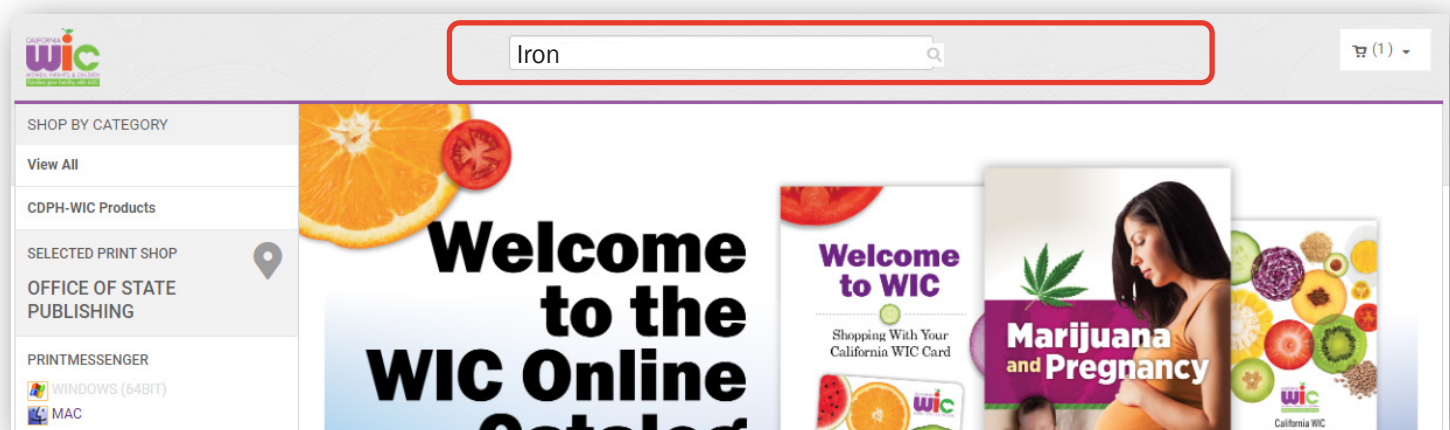 CALIFORNIA
WIC
WOMEN, INFANTS & CHILDREN
Iron
(1)
SHOP BY CATEGORY
View All
CDPH-WIC Products
SELECTED PRINT SHOP
OFFICE OF STATE
PUBLISHING
PRINTMESSENGER
WINDOWS (64BIT)
MAC
Welcome
to the
WIC Online
Catalog
Welcome
to WIC
Shopping With Your
California WIC Card
wic
Marijuana
and Pregnancy
wic
California WIC